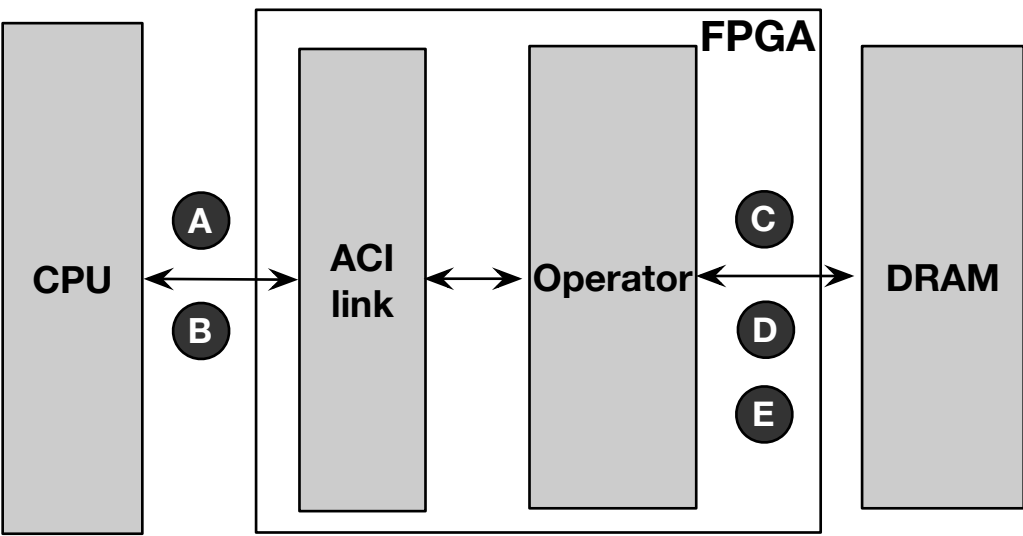 FPGA
A
C
CPU
ACI
link
Operator
DRAM
B
D
E